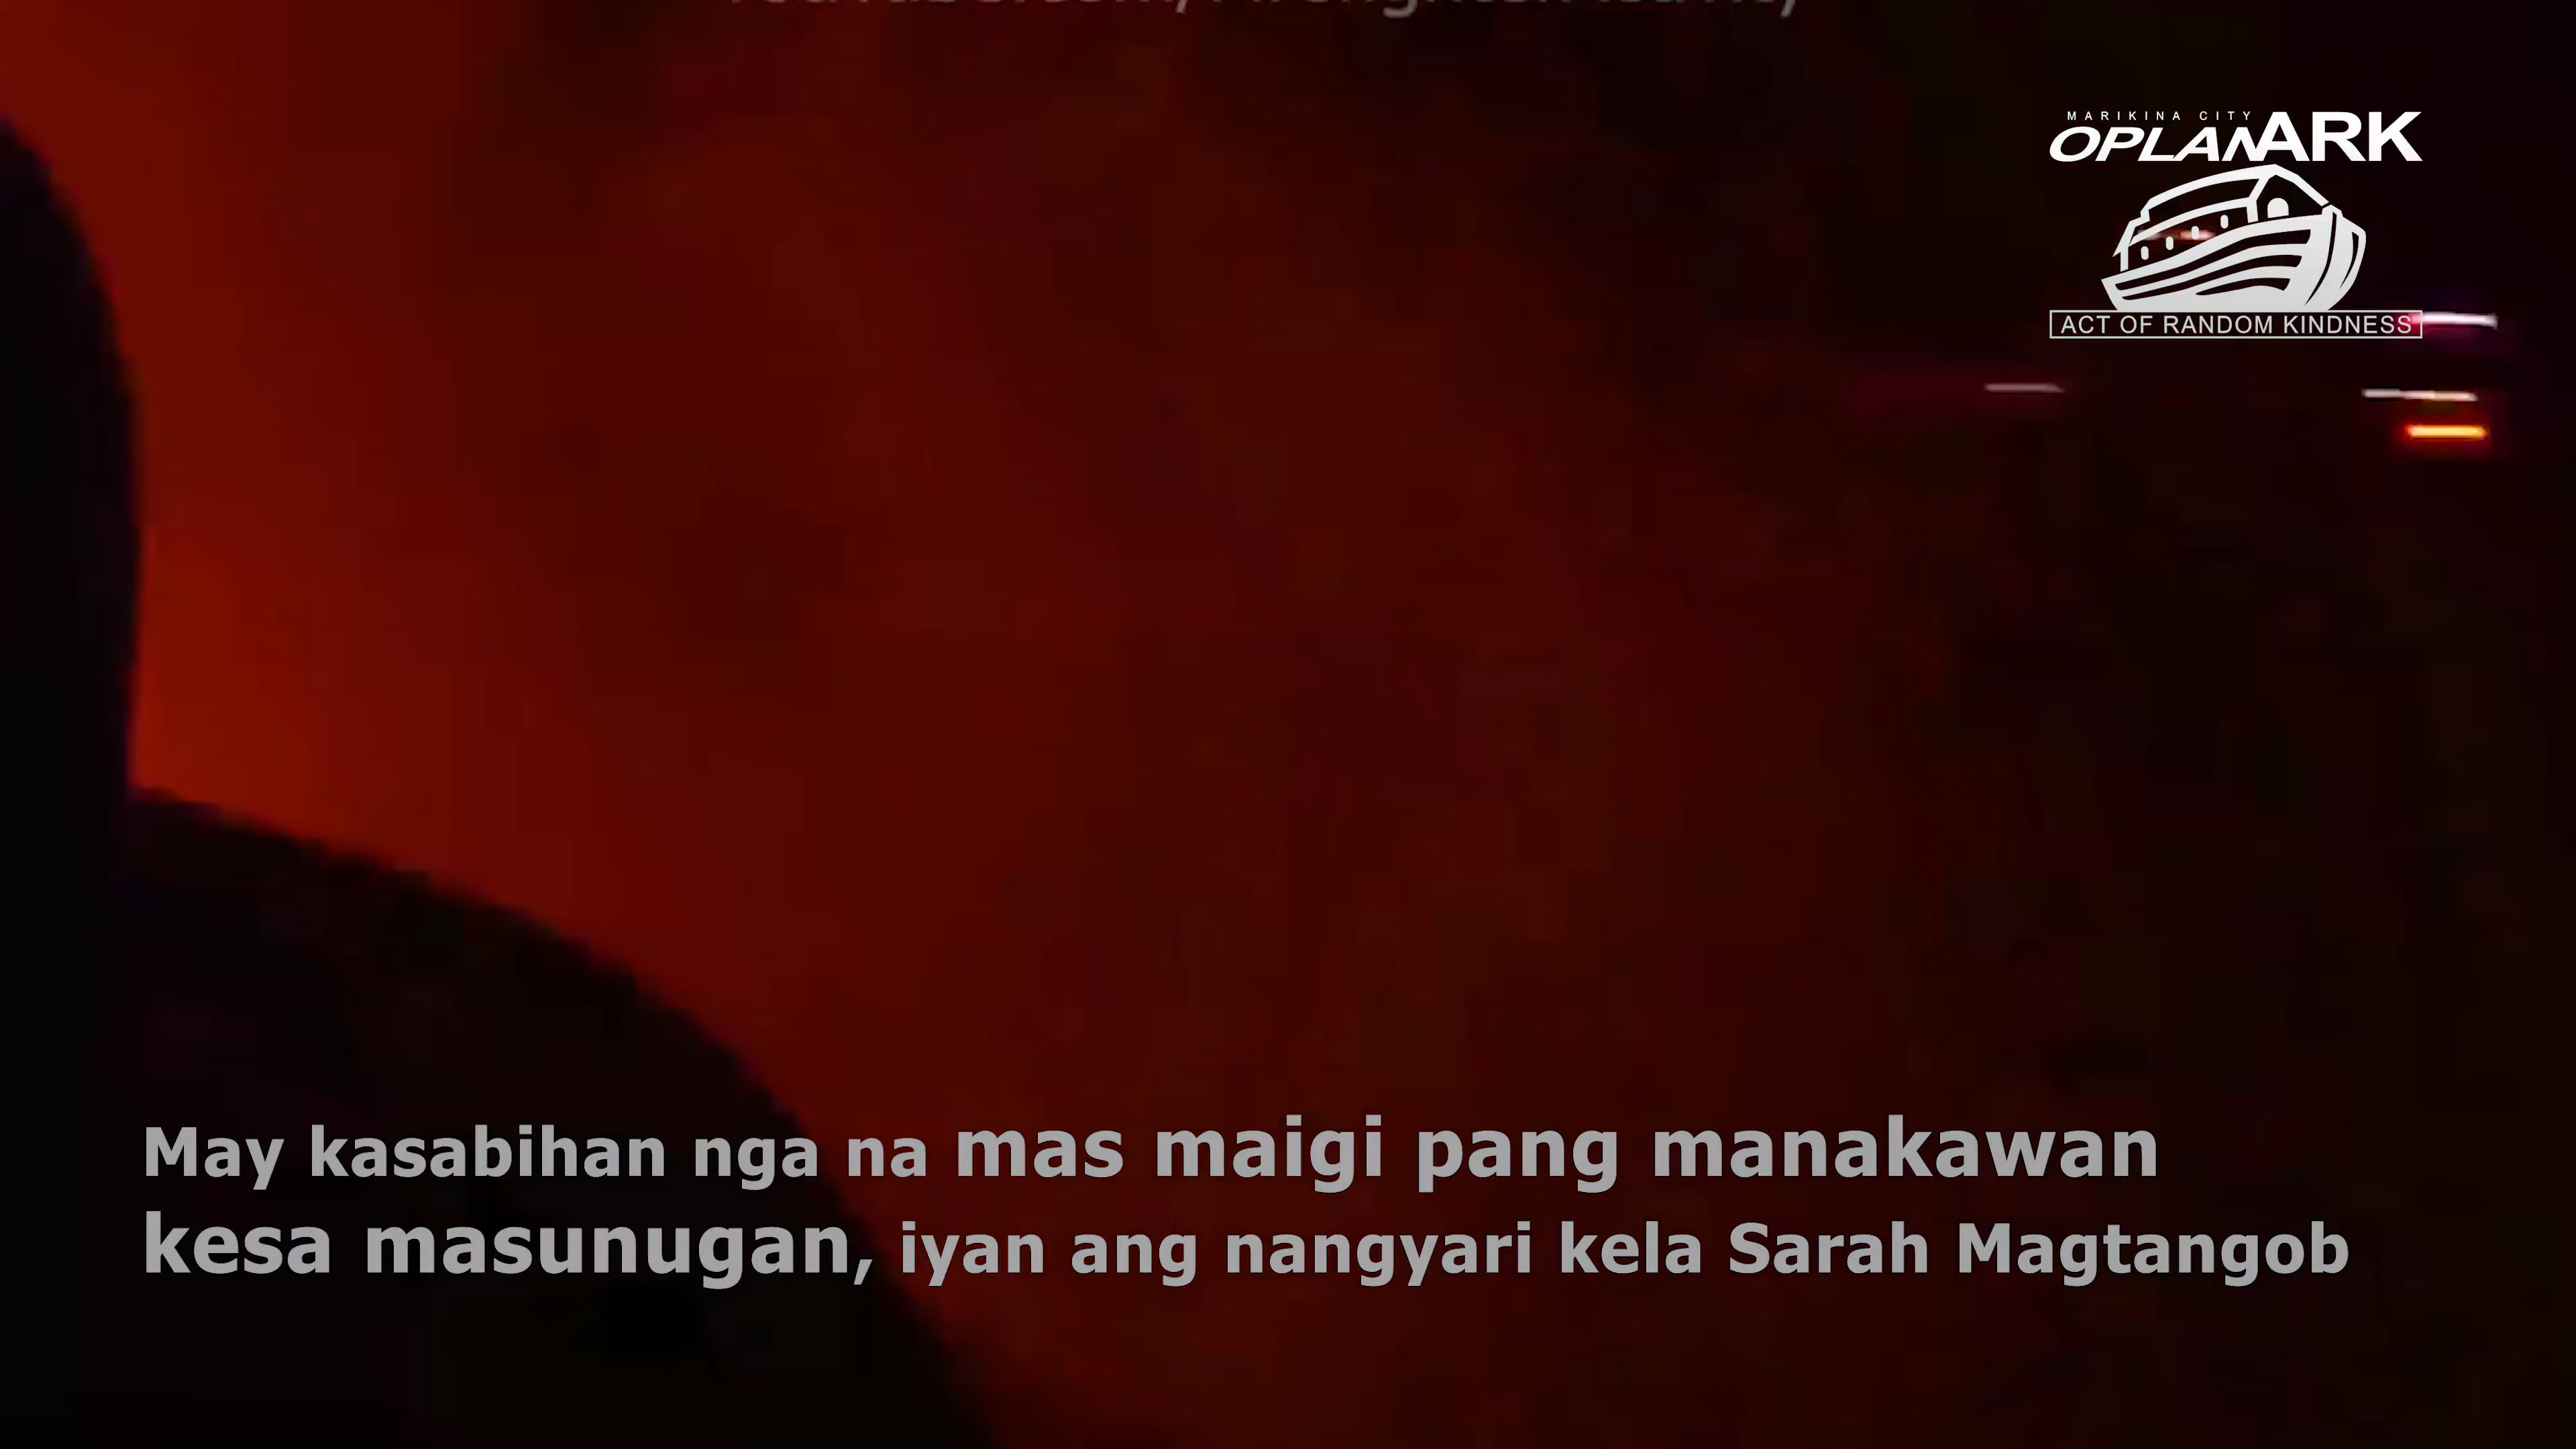 MARIKINA CITY
OPLAN ARK
ACT OF RANDOM KINDNESS
May kasabihan nga na mas maigi pang manakawan
kesa masunugan, iyan ang nangyari kela Sarah Magtangob